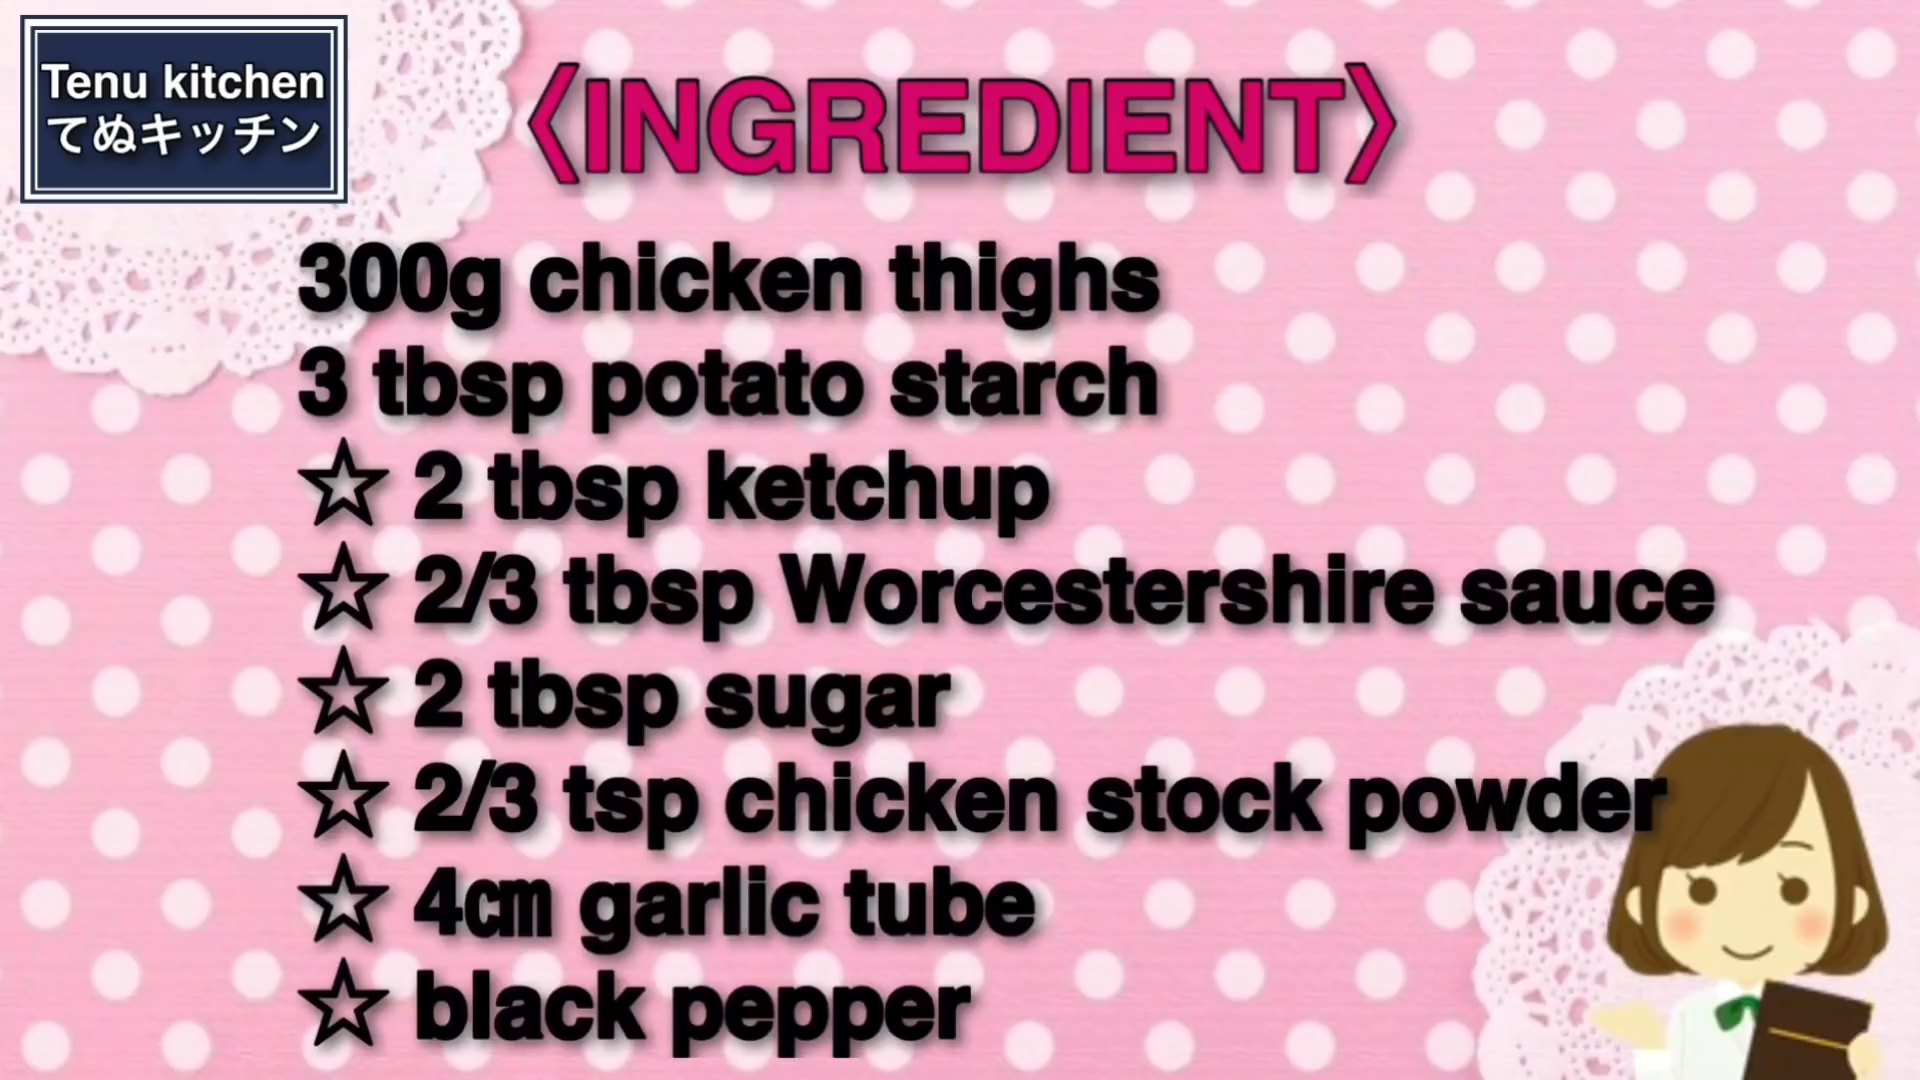 Tenu kitchen
てぬキッチン
〈INGREDIENT〉
300g chicken thighs
3 tbsp potato starch
☆ 2 tbsp ketchup
☆ 2/3 tbsp Worcestershire sauce
☆ 2 tbsp sugar
☆ 2/3 tsp chicken stock powder
☆ 4㎝ garlic tube
☆ black pepper